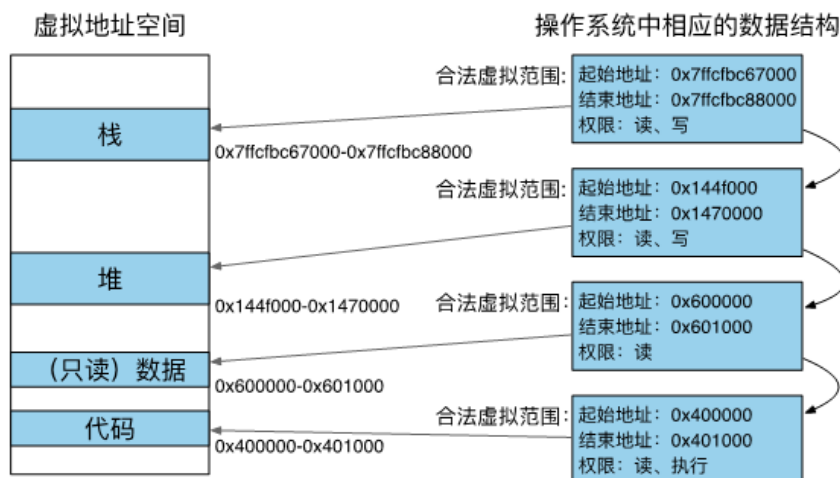 虚拟地址空间
操作系统中相应的数据结构
合法虚拟范围:
起始地址：0x7ffcfbc67000
结束地址：0x7ffcfbc88000
权限：读、写
栈
0x7ffcfbc67000-0x7ffcfbc88000
合法虚拟范围:
起始地址：0x144f000
结束地址：0x1470000
权限：读、写
堆
0x144f000-0x1470000
合法虚拟范围:
起始地址：0x600000
结束地址：0x601000
权限：读
（只读）数据
0x600000-0x601000
合法虚拟范围:
起始地址：0x400000
结束地址：0x401000
权限：读、执行
代码
0x400000-0x401000